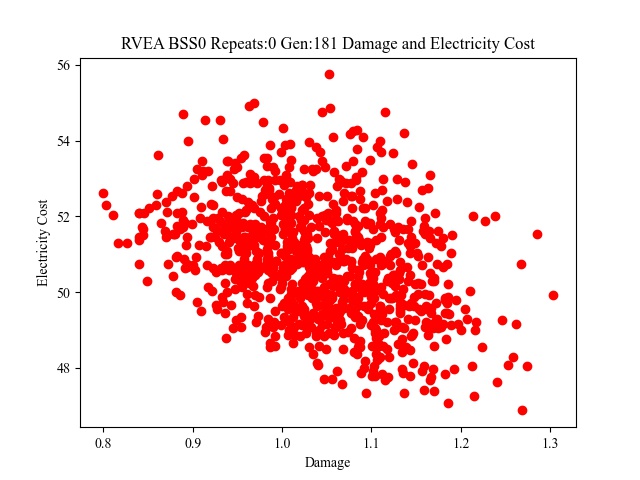 RVEA BSS0 Repeats:0 Gen:181 Damage and Electricity Cost
56
54
52
50
48
Electricity Cost
0.8 0.9 1.0 1.1 1.2 1.3
Damage